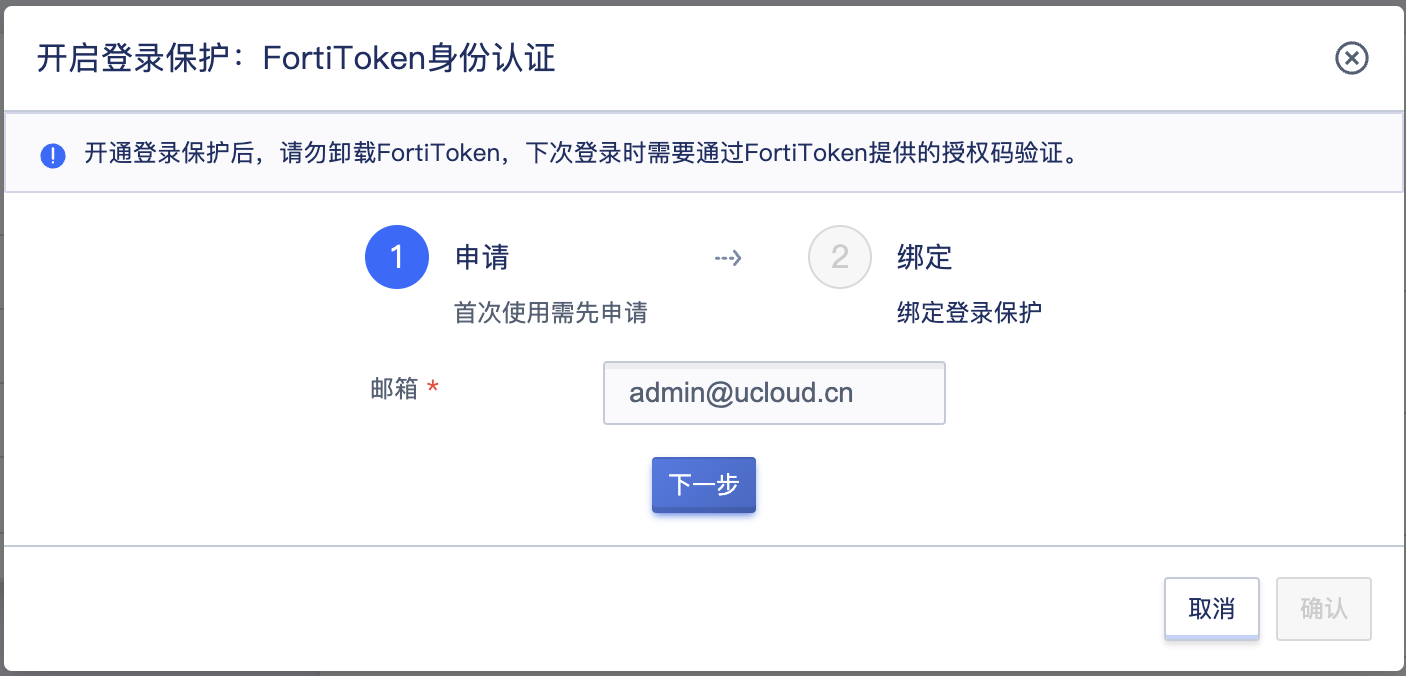 开启登录保护：FortiToken身份认证
开通登录保护后，请勿卸载FortiToken，下次登录时需要通过FortiToken提供的授权码验证。
1 申请
2 绑定
首次使用需先申请
绑定登录保护
邮箱 *
admin@ucloud.cn
下一步
取消
确认